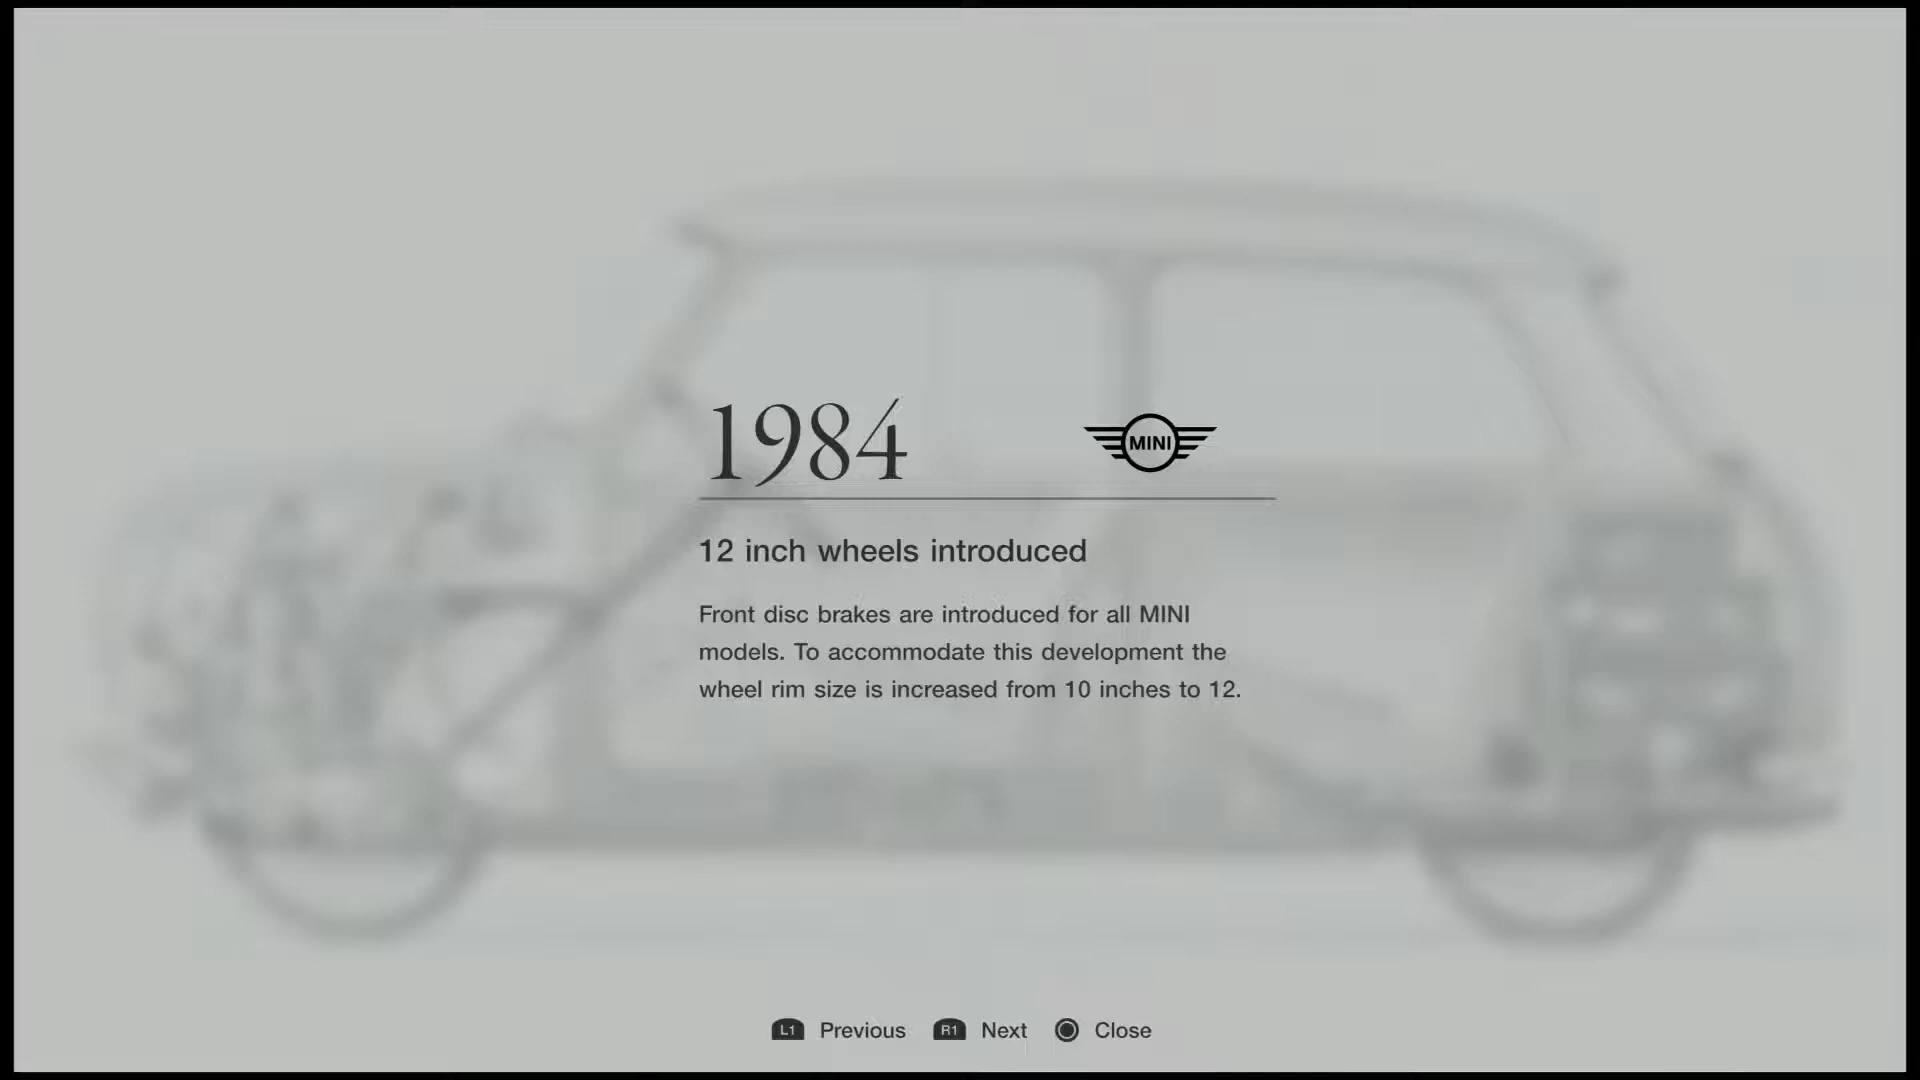 1984
MINI
12 inch wheels introduced
Front disc brakes are introduced for all MINI
models. To accommodate this development the
wheel rim size is increased from 10 inches to 12.
L1 Previous R1 Next Close